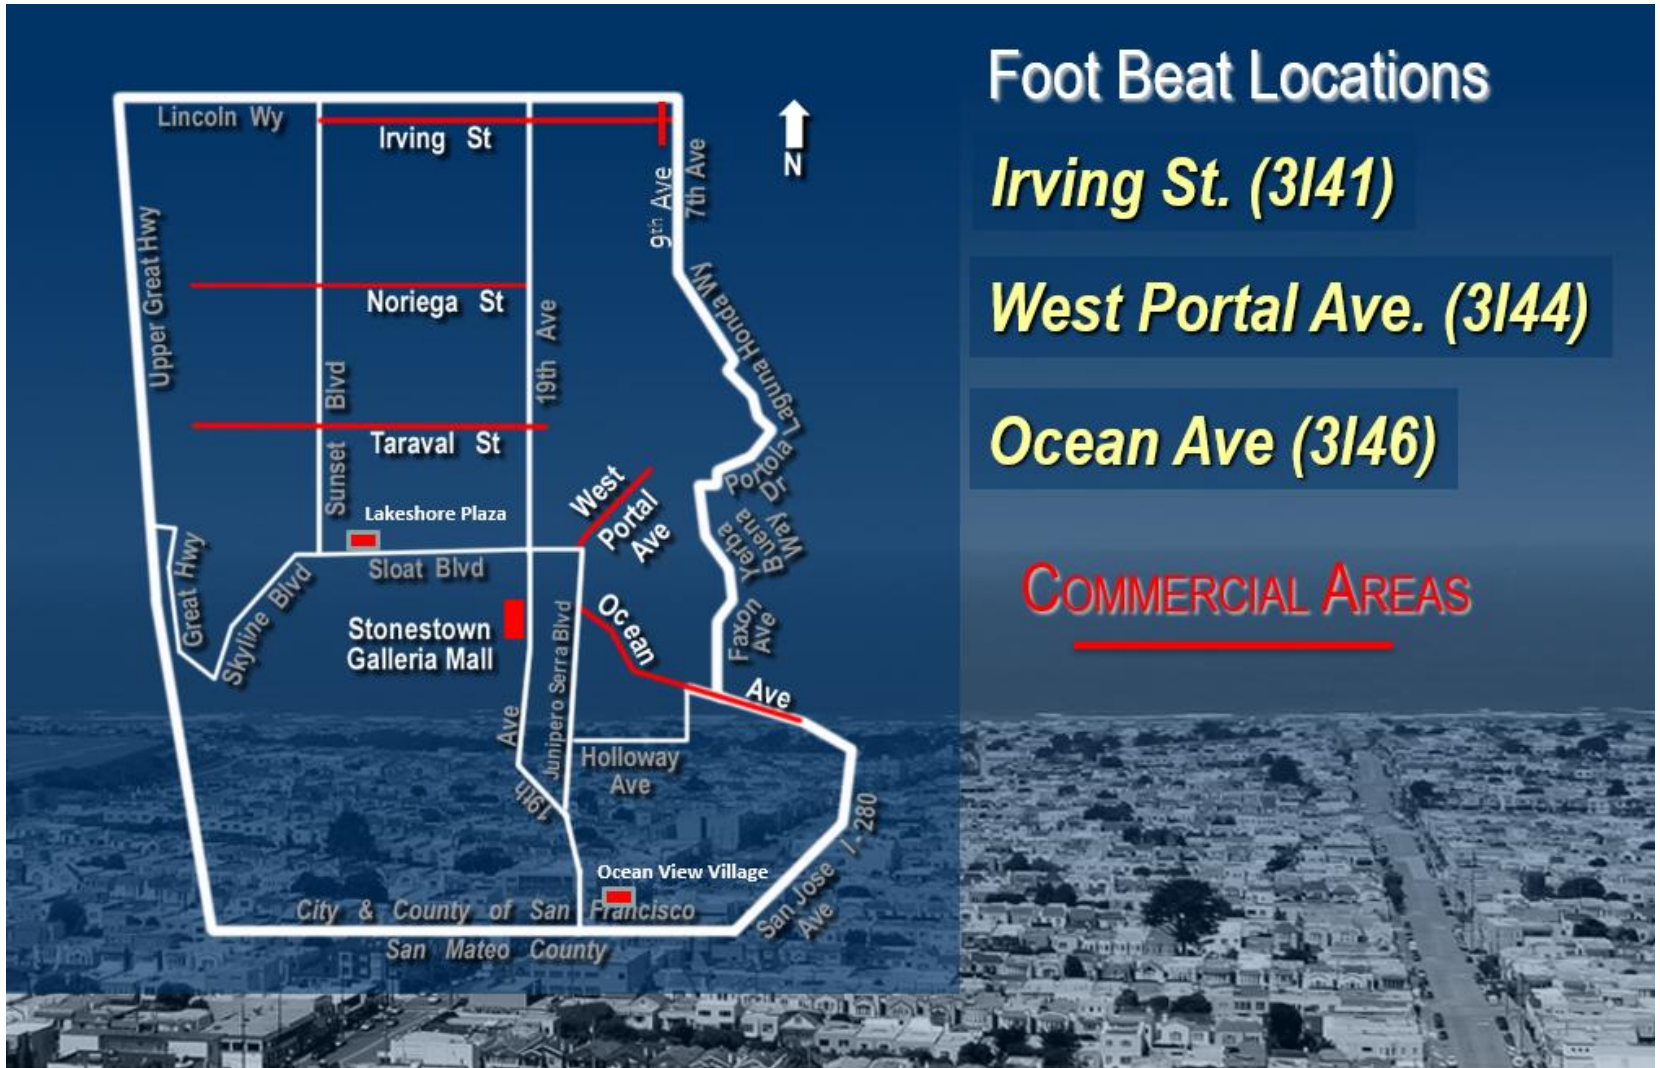 Foot Beat Locations
Irving St. (3I41)
West Portal Ave. (3I44)
Ocean Ave (3I46)
COMMERCIAL AREAS
Lincoln Wy
Irving St
N
9th Ave
7th Ave
Upper Great Hwy
Noriega St
Laguna Honda Wy
19th Ave
Sunset Blvd
Taraval St
Portola
Dr
West
Portal
Ave
Lakeshore Plaza
Yerba
Buena
Way
Great Hwy
Skyline Blvd
Sloat Blvd
Stonestown
Galleria Mall
Junipero Serra Blvd
Ocean Ave
Faxon
Ave
19th Ave
Holloway
Ave
I-280
San Jose
Ave
Ocean View Village
City & County of San Francisco
San Mateo County